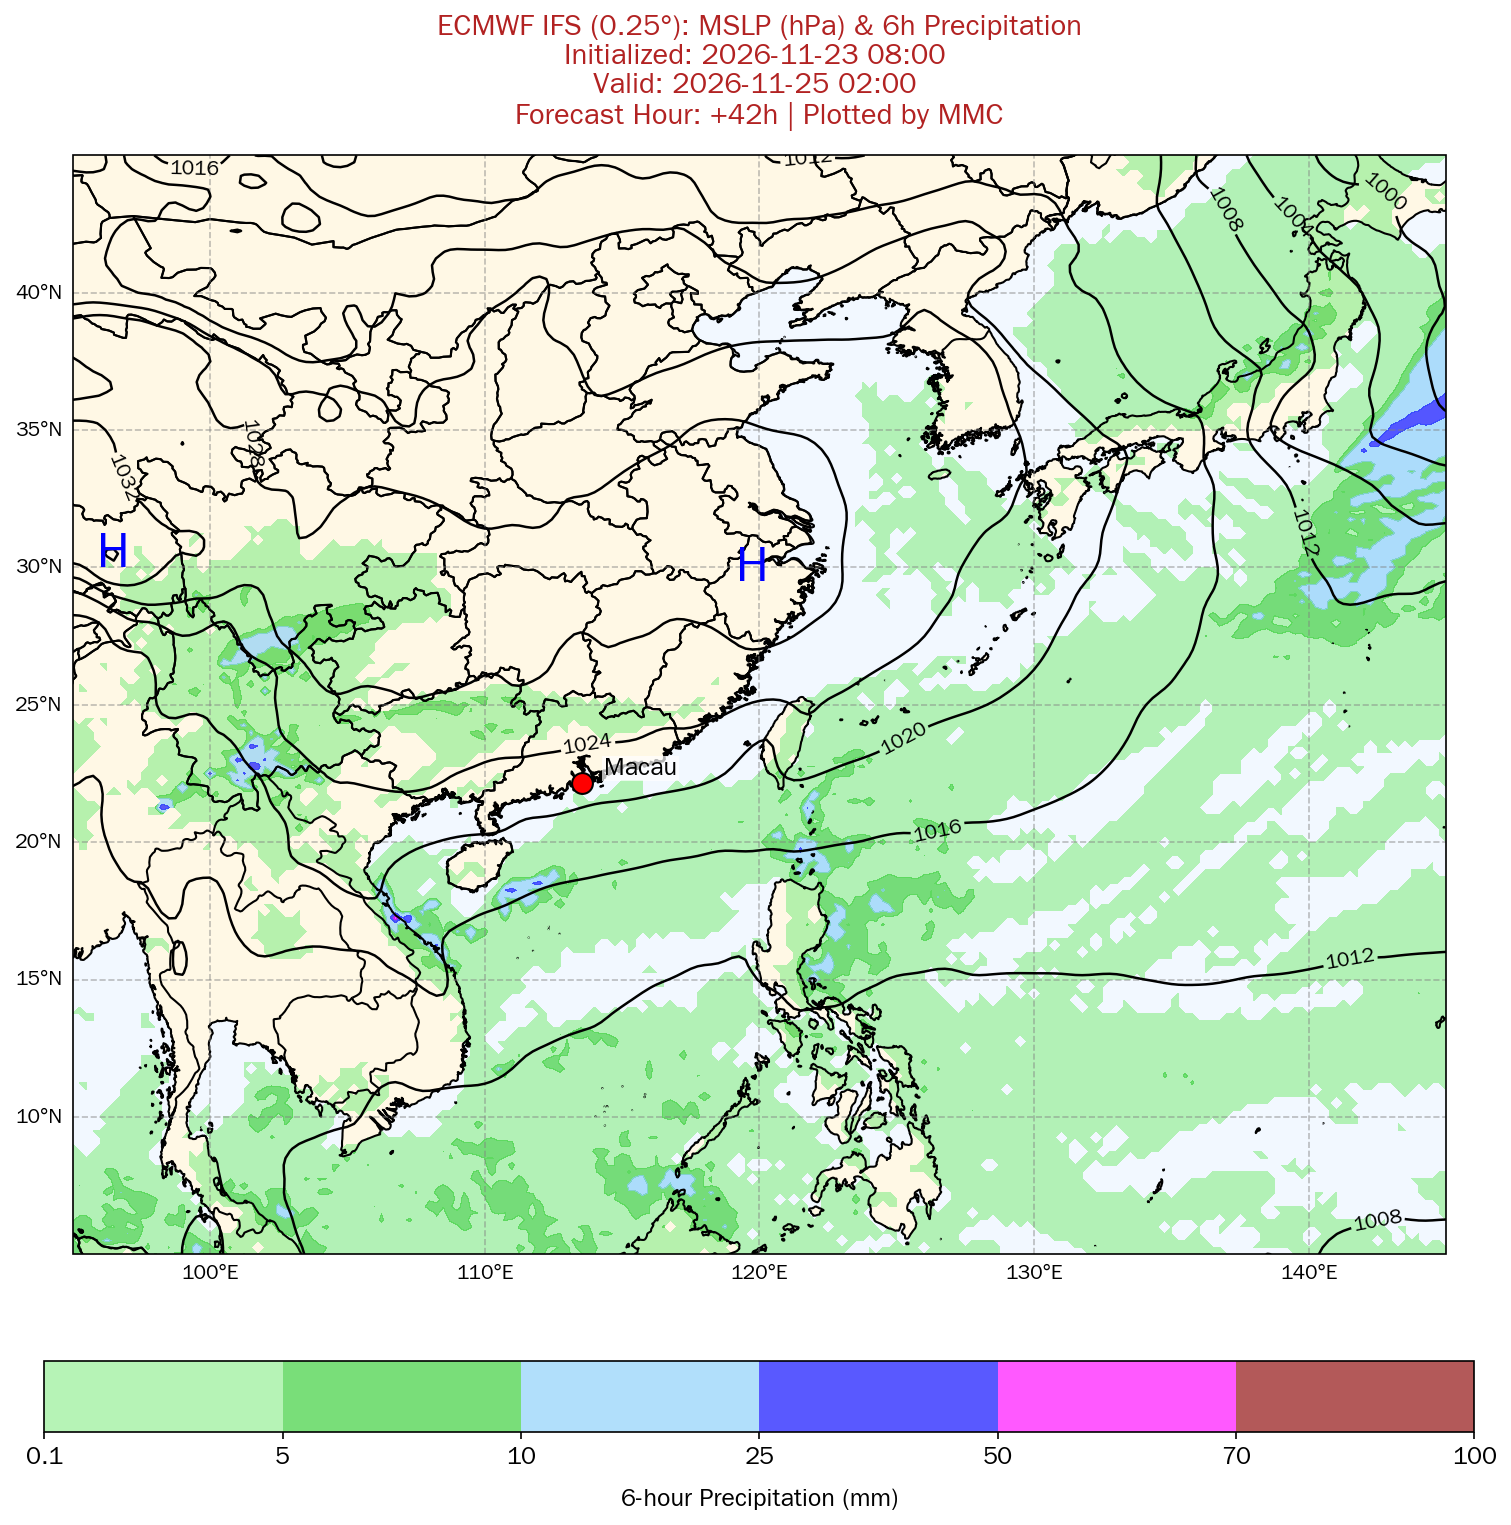 ECMWF IFS (0.25°): MSLP (hPa) & 6h Precipitation
Initialized: 2026-11-23 08:00
Valid: 2026-11-25 02:00
Forecast Hour: +42h | Plotted by MMC
1016
1012
1000
1008
1004
40°N
35°N
1028
1032
1012
H
H
30°N
25°N
1024
1020
Macau
20°N
1016
1012
15°N
10°N
1008
100°E
110°E
120°E
130°E
140°E
0.1
5
10
25
50
70
100
6-hour Precipitation (mm)